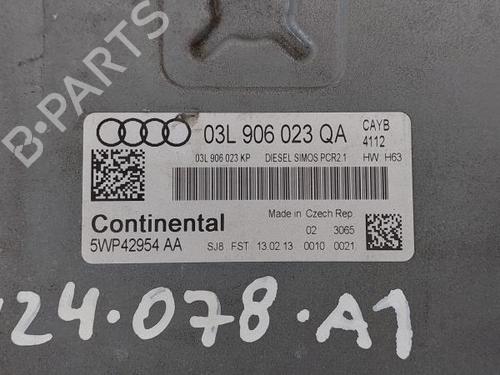 B-PARTS
03L 906 023 QA
CAYB
4112
03L 906 023 KP DIESEL SIMOS PCR2.1 HW H63
Continental
Made in Czech Rep
02 3065
5WP42954 AA
SJ8 FST 13 02 13 0010 0021
24.078.A1